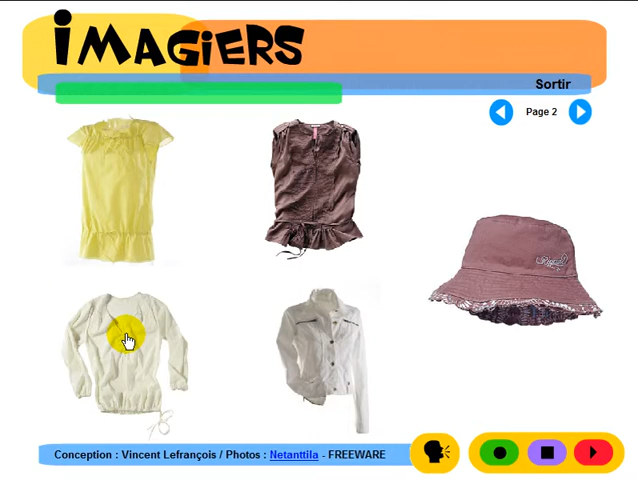 iMAGiERS
Sortir
Page 2
Conception : Vincent Lefrançois / Photos : Netanttila - FREEWARE